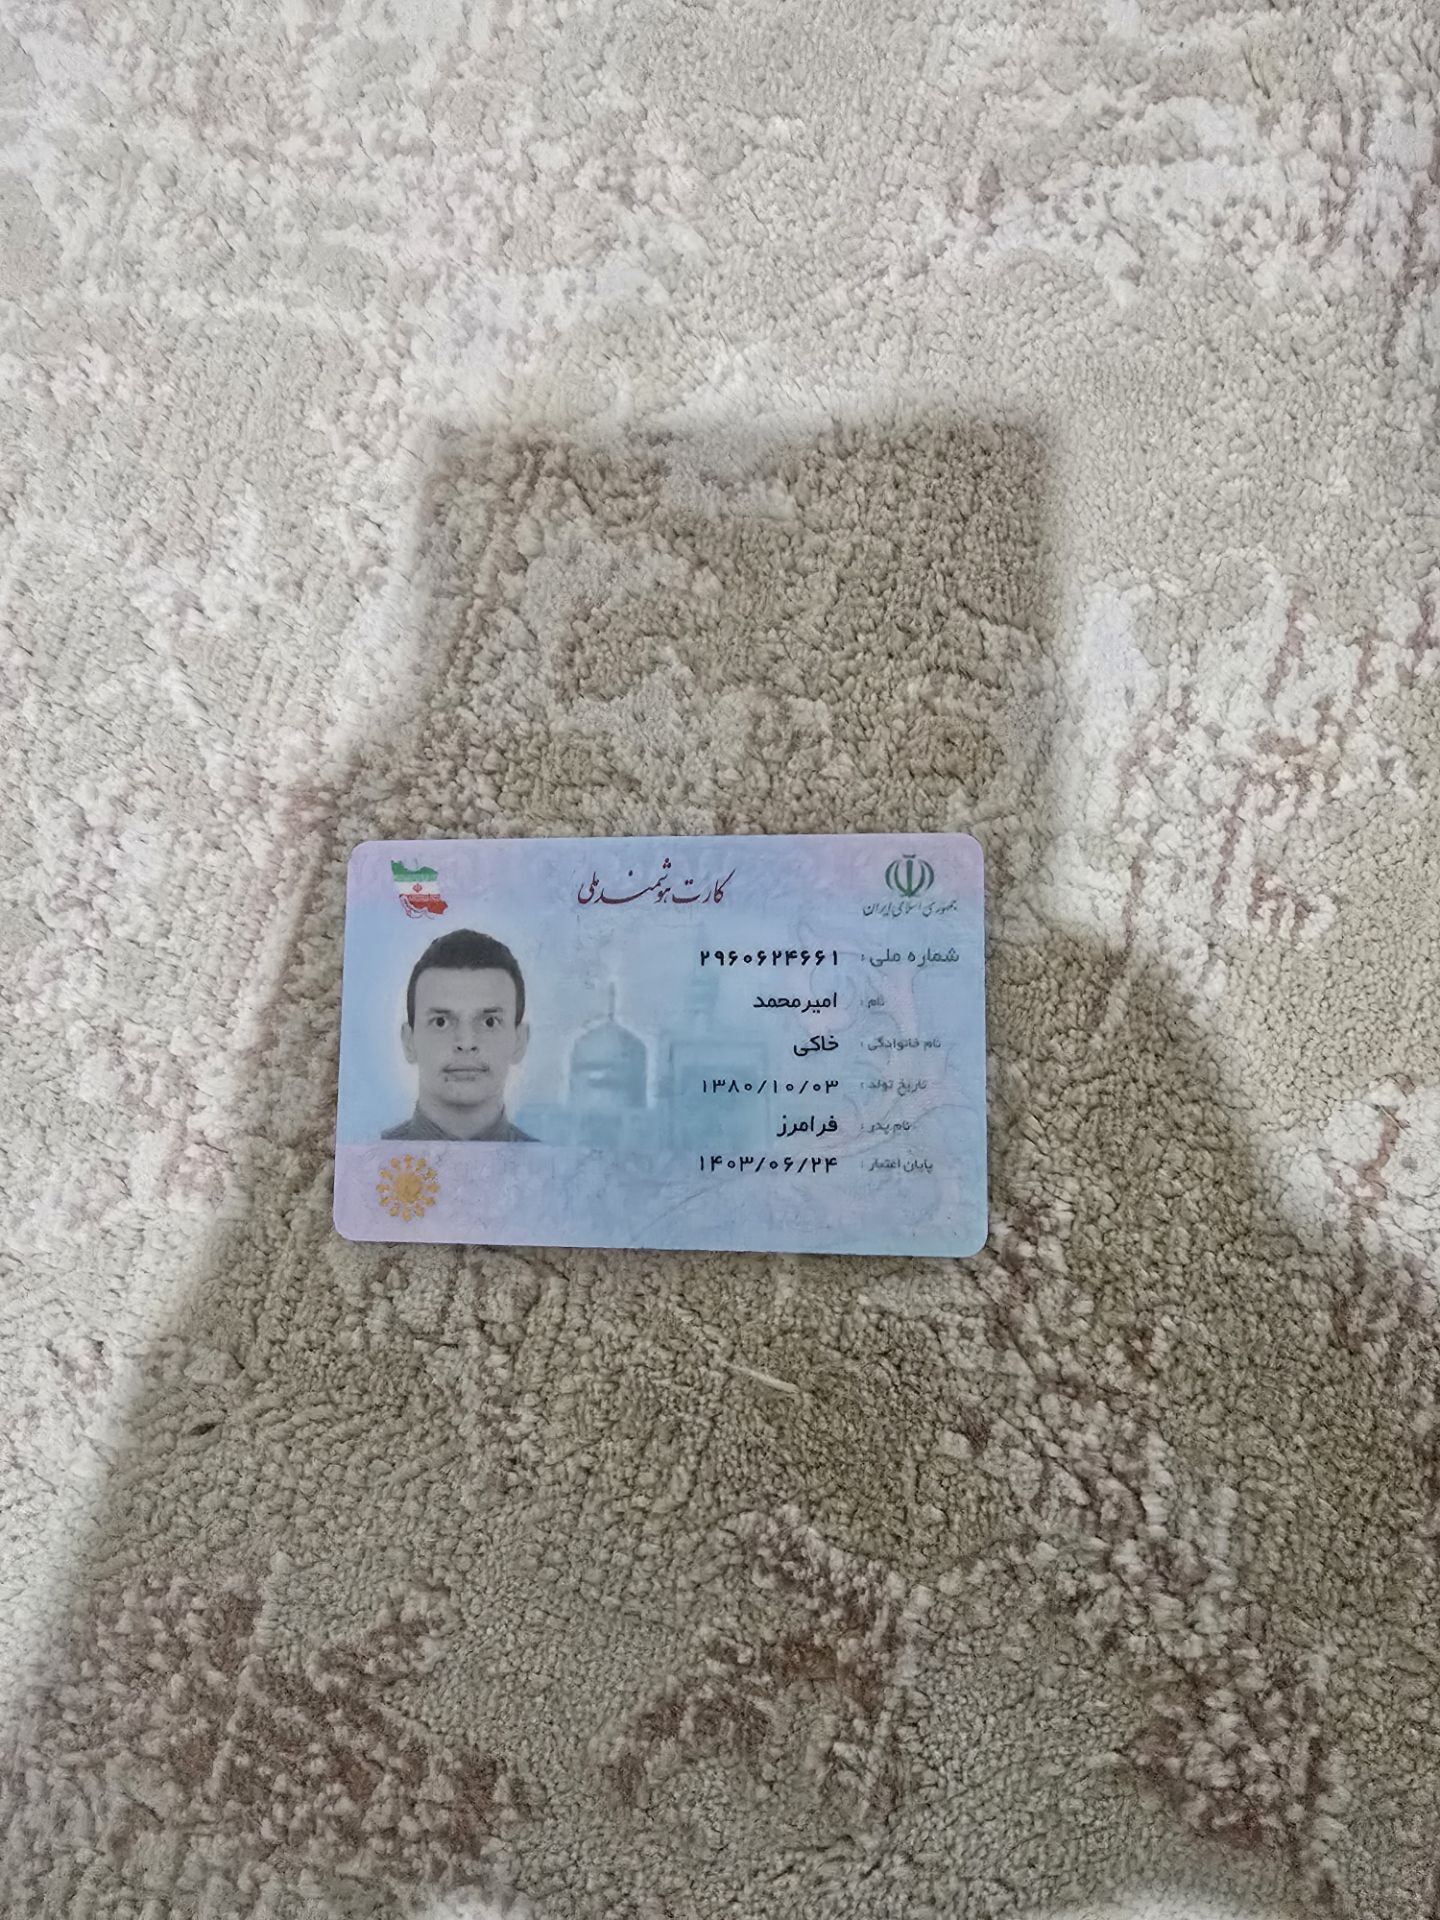 کارت هوشمند ملی
جمهوری اسلامی ایران
شماره ملی: ۲۹۶۰۶۲۴۶۶۱
نام: امیرمحمد
نام خانوادگی: خاکی
تاریخ تولد: ۱۳۸۰/۱۰/۰۳
نام پدر: فرامرز
پایان اعتبار: ۱۴۰۳/۰۶/۲۴